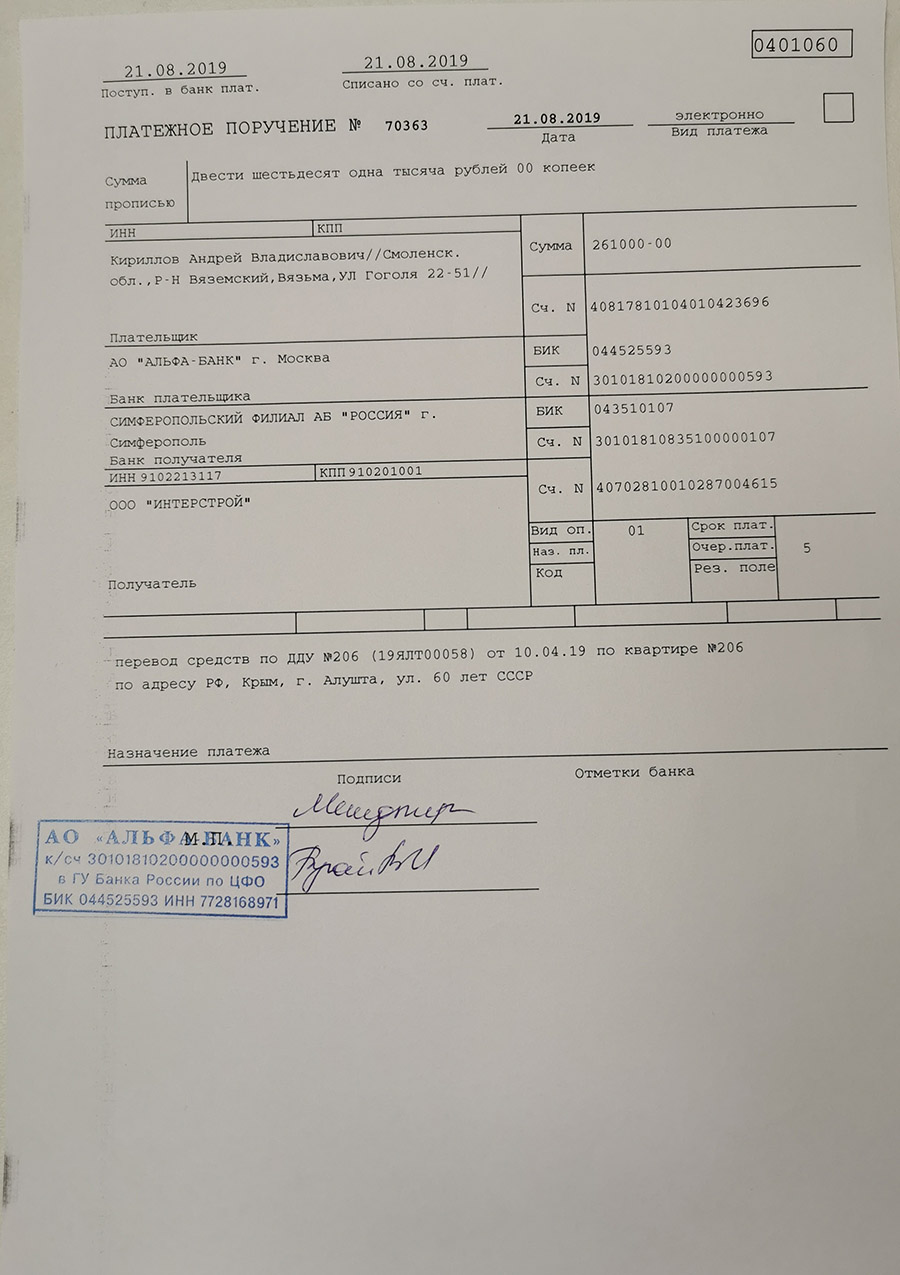 0401060
21.08.2019
Поступ. в банк плат.
21.08.2019
Списано со сч. плат.
ПЛАТЕЖНОЕ ПОРУЧЕНИЕ № 70363
21.08.2019
Дата
электронно
Вид платежа
Сумма прописью
Двести шестьдесят одна тысяча рублей 00 копеек
ИНН
КПП
Сумма
261000-00
Кириллов Андрей Владиславович//Смоленск.
обл.,Р-Н Вяземский,Вязьма,УЛ Гоголя 22-51//
Сч. N
40817810104010423696
Плательщик
АО "АЛЬФА-БАНК" г. Москва
БИК
044525593
Сч. N
30101810200000000593
Банк плательщика
СИМФЕРОПОЛЬСКИЙ ФИЛИАЛ АБ "РОССИЯ" г.
Симферополь
БИК
043510107
Сч. N
30101810835100000107
Банк получателя
ИНН 9102213117
КПП 910201001
Сч. N
40702810010287004615
ООО "ИНТЕРСТРОЙ"
Вид оп.
01
Срок плат.
Наз. пл.
Очер.плат.
5
Код
Рез. поле
Получатель
перевод средств по ДДУ №206 (19ЯЛТ00058) от 10.04.19 по квартире №206
по адресу РФ, Крым, г. Алушта, ул. 60 лет СССР
Назначение платежа
Подписи
Отметки банка
М.П.
АО «АЛЬФА-БАНК»
к/сч 30101810200000000593
в ГУ Банка России по ЦФО
БИК 044525593 ИНН 7728168971